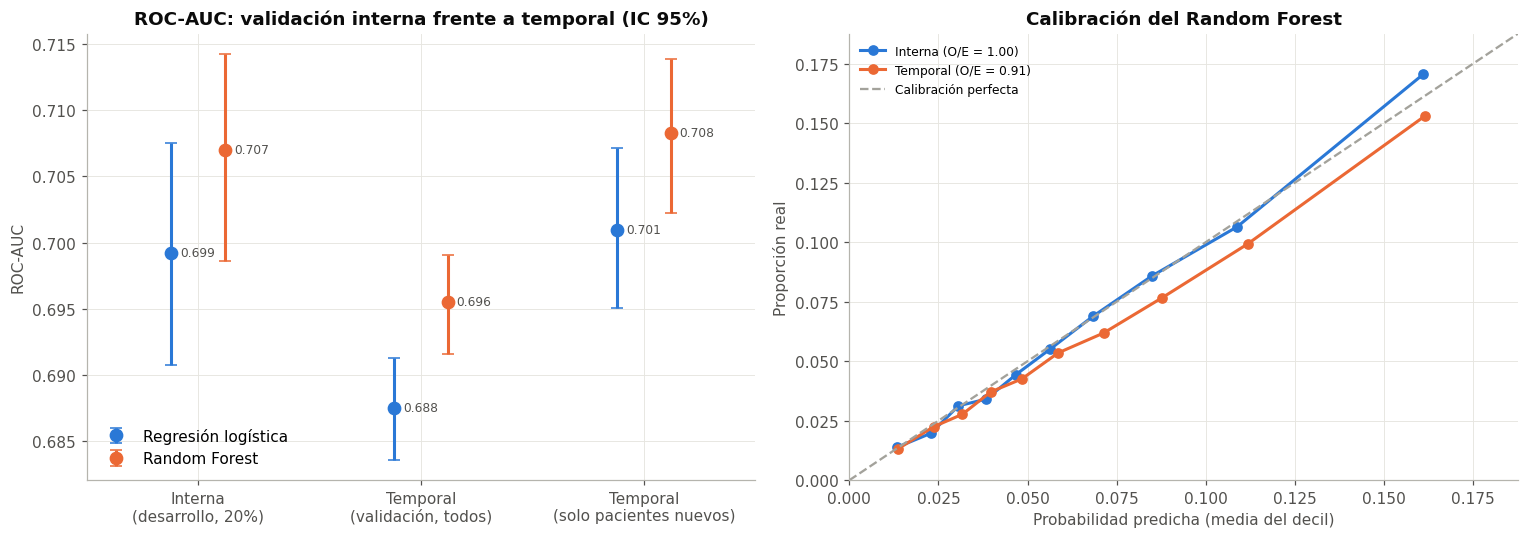 ROC-AUC: validación interna frente a temporal (IC 95%)
ROC-AUC
0.715
0.710
0.705
0.700
0.695
0.690
0.685
0.699
0.707
0.688
0.696
0.701
0.708
Regresión logística
Random Forest
Interna
(desarrollo, 20%)
Temporal
(validación, todos)
Temporal
(solo pacientes nuevos)
Calibración del Random Forest
Proporción real
0.175
0.150
0.125
0.100
0.075
0.050
0.025
0.000
Interna (O/E = 1.00)
Temporal (O/E = 0.91)
Calibración perfecta
0.000 0.025 0.050 0.075 0.100 0.125 0.150 0.175
Probabilidad predicha (media del decil)